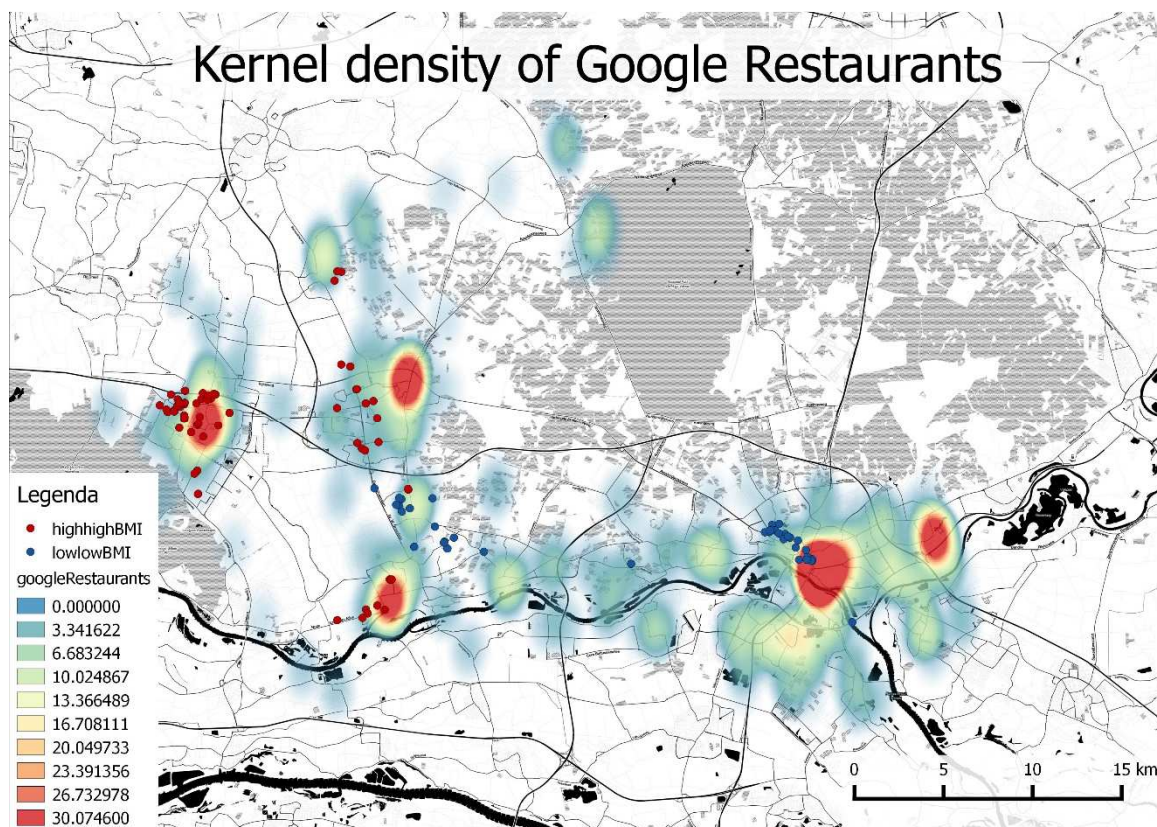 Kernel density of Google Restaurants
Legenda
highhighBMI
lowlowBMI
googleRestaurants
0.000000
3.341622
6.683244
10.024867
13.366489
16.708111
20.049733
23.391356
26.732978
30.074600
0 5 10 15 km